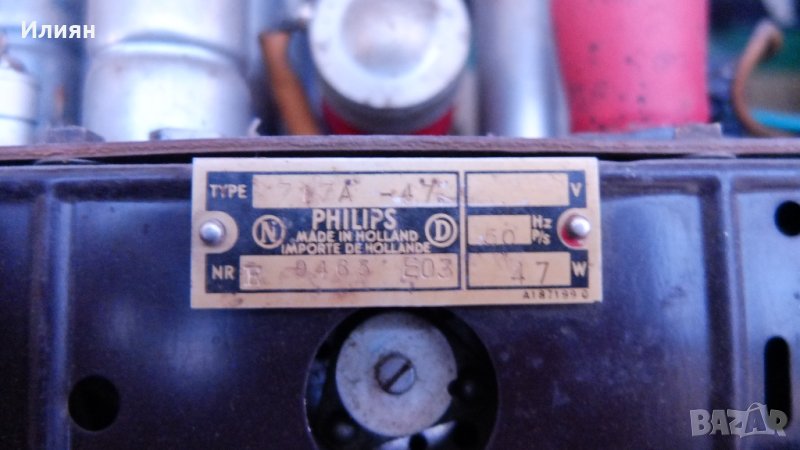 Илиян
TYPE A -47 V
N PHILIPS D
MADE IN HOLLAND 50 Hz P/s
IMPORTE DE HOLLANDE
NR E 9463 E03 47 W
A187199 0
BAZAR